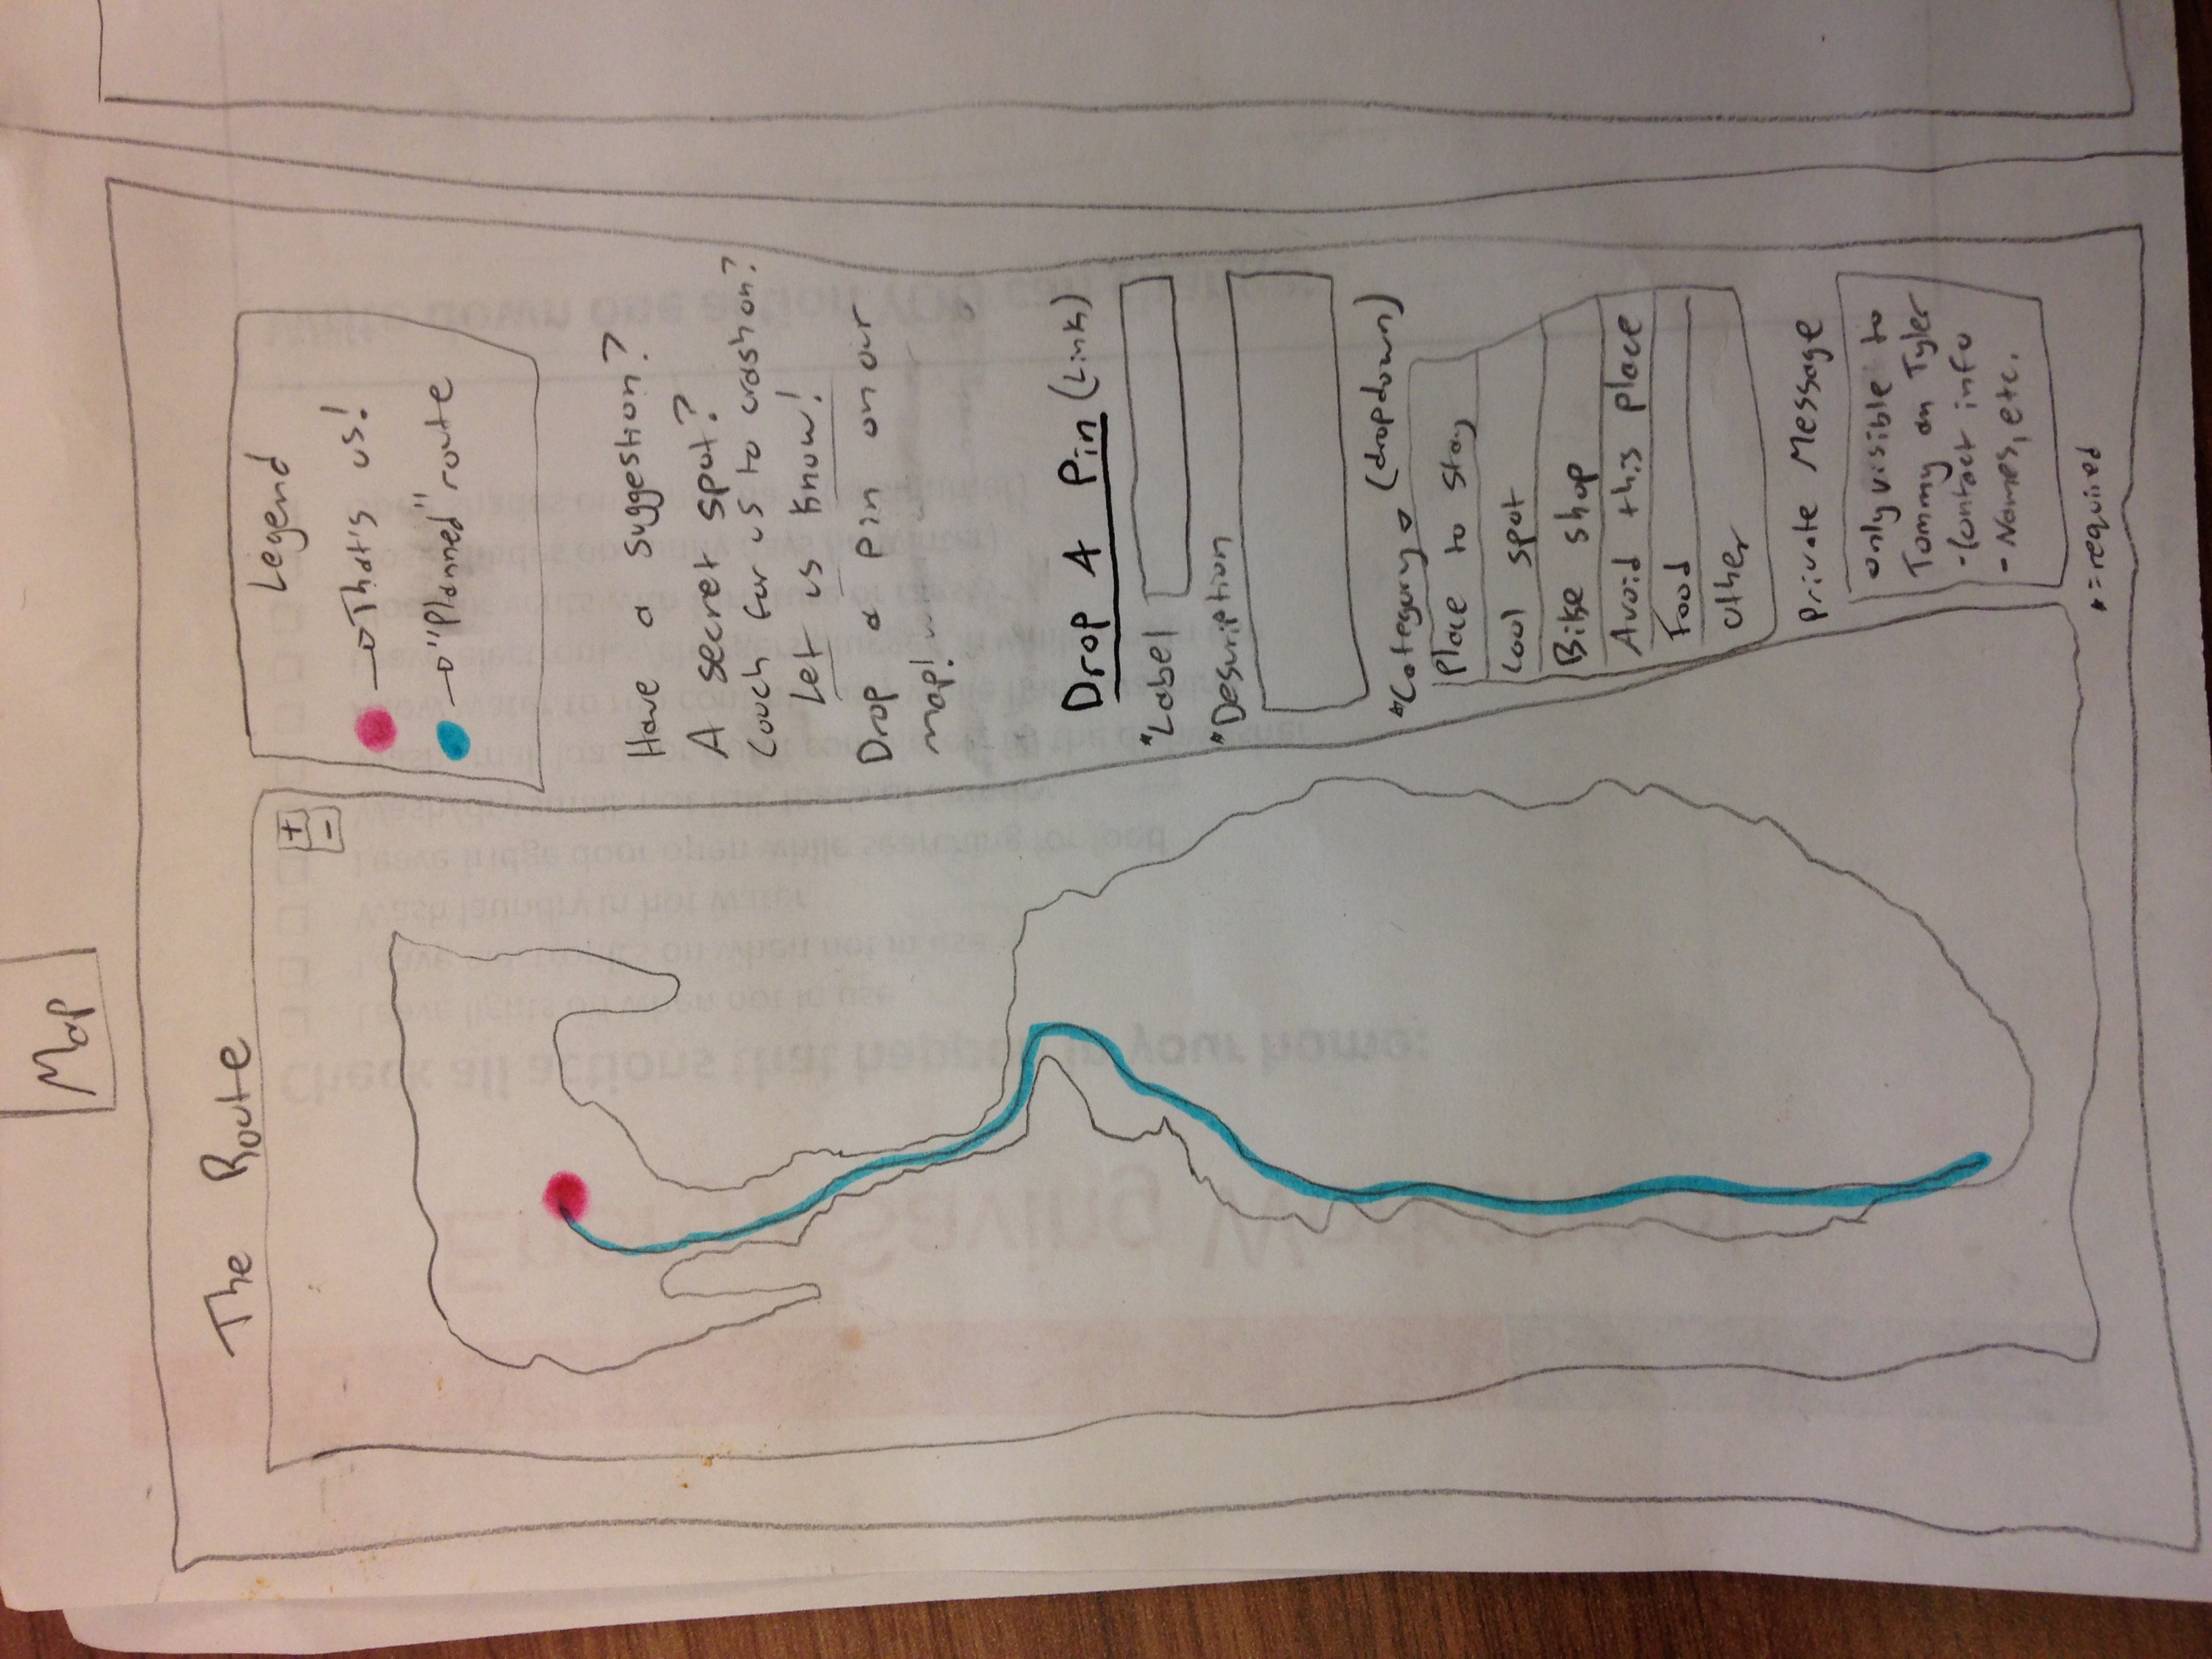 Map
The Route
+
-
Legend
That's us!
"Planned" route
Have a suggestion?
A secret spot?
Couch for us to crash on?
Let us know!
Drop a pin on our
map!
Drop A Pin (Link)
*Label
*Description
*Category (dropdown)
Place to stay
Cool spot
Bike shop
Avoid this place
Food
other
Private Message
only visible to
Tommy an Tyler
- Contact info
- Names, etc.
* = required